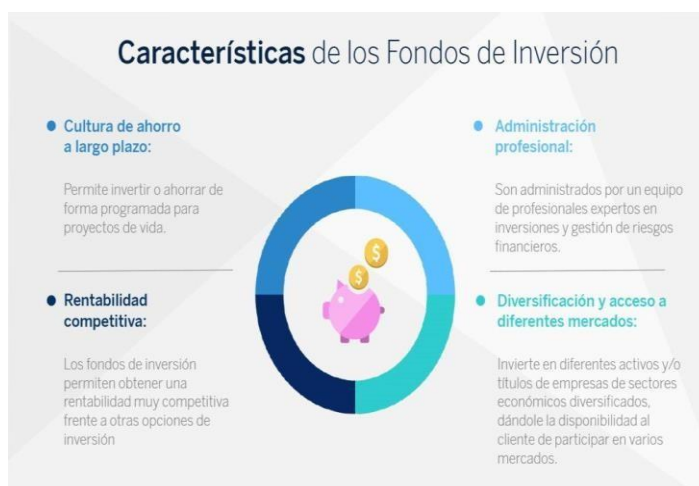 Características de los Fondos de Inversión
Cultura de ahorro
a largo plazo:
Permite invertir o ahorrar de
forma programada para
proyectos de vida.
Rentabilidad
competitiva:
Los fondos de inversión
permiten obtener una
rentabilidad muy competitiva
frente a otras opciones de
inversión
$
$
Administración
profesional:
Son administrados por un equipo
de profesionales expertos en
inversiones y gestión de riesgos
financieros.
Diversificación y acceso a
diferentes mercados:
Invierte en diferentes activos y/o
títulos de empresas de sectores
económicos diversificados,
dándole la disponibilidad al
cliente de participar en varios
mercados.